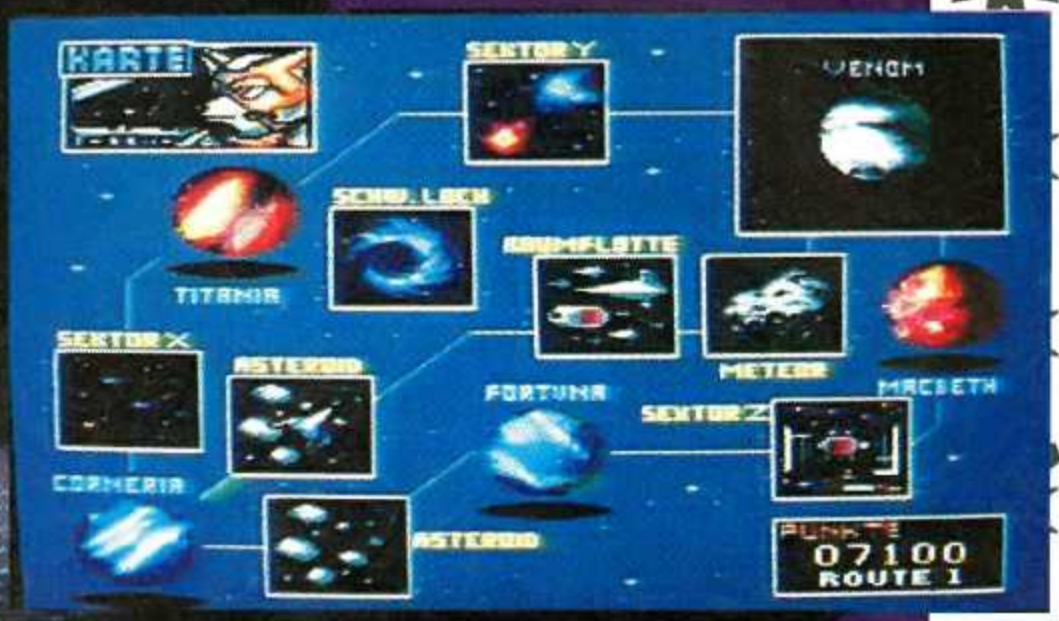 KARTE
SEKTOR Y
VENOM
SCHW. LOCH
RAUMFLOTTE
TITANIA
SEKTOR X
ASTEROID
METEOR
MACBETH
FORTUNA
SEKTOR Z
CORNERIA
ASTEROID
PUNKTE
07100
ROUTE 1